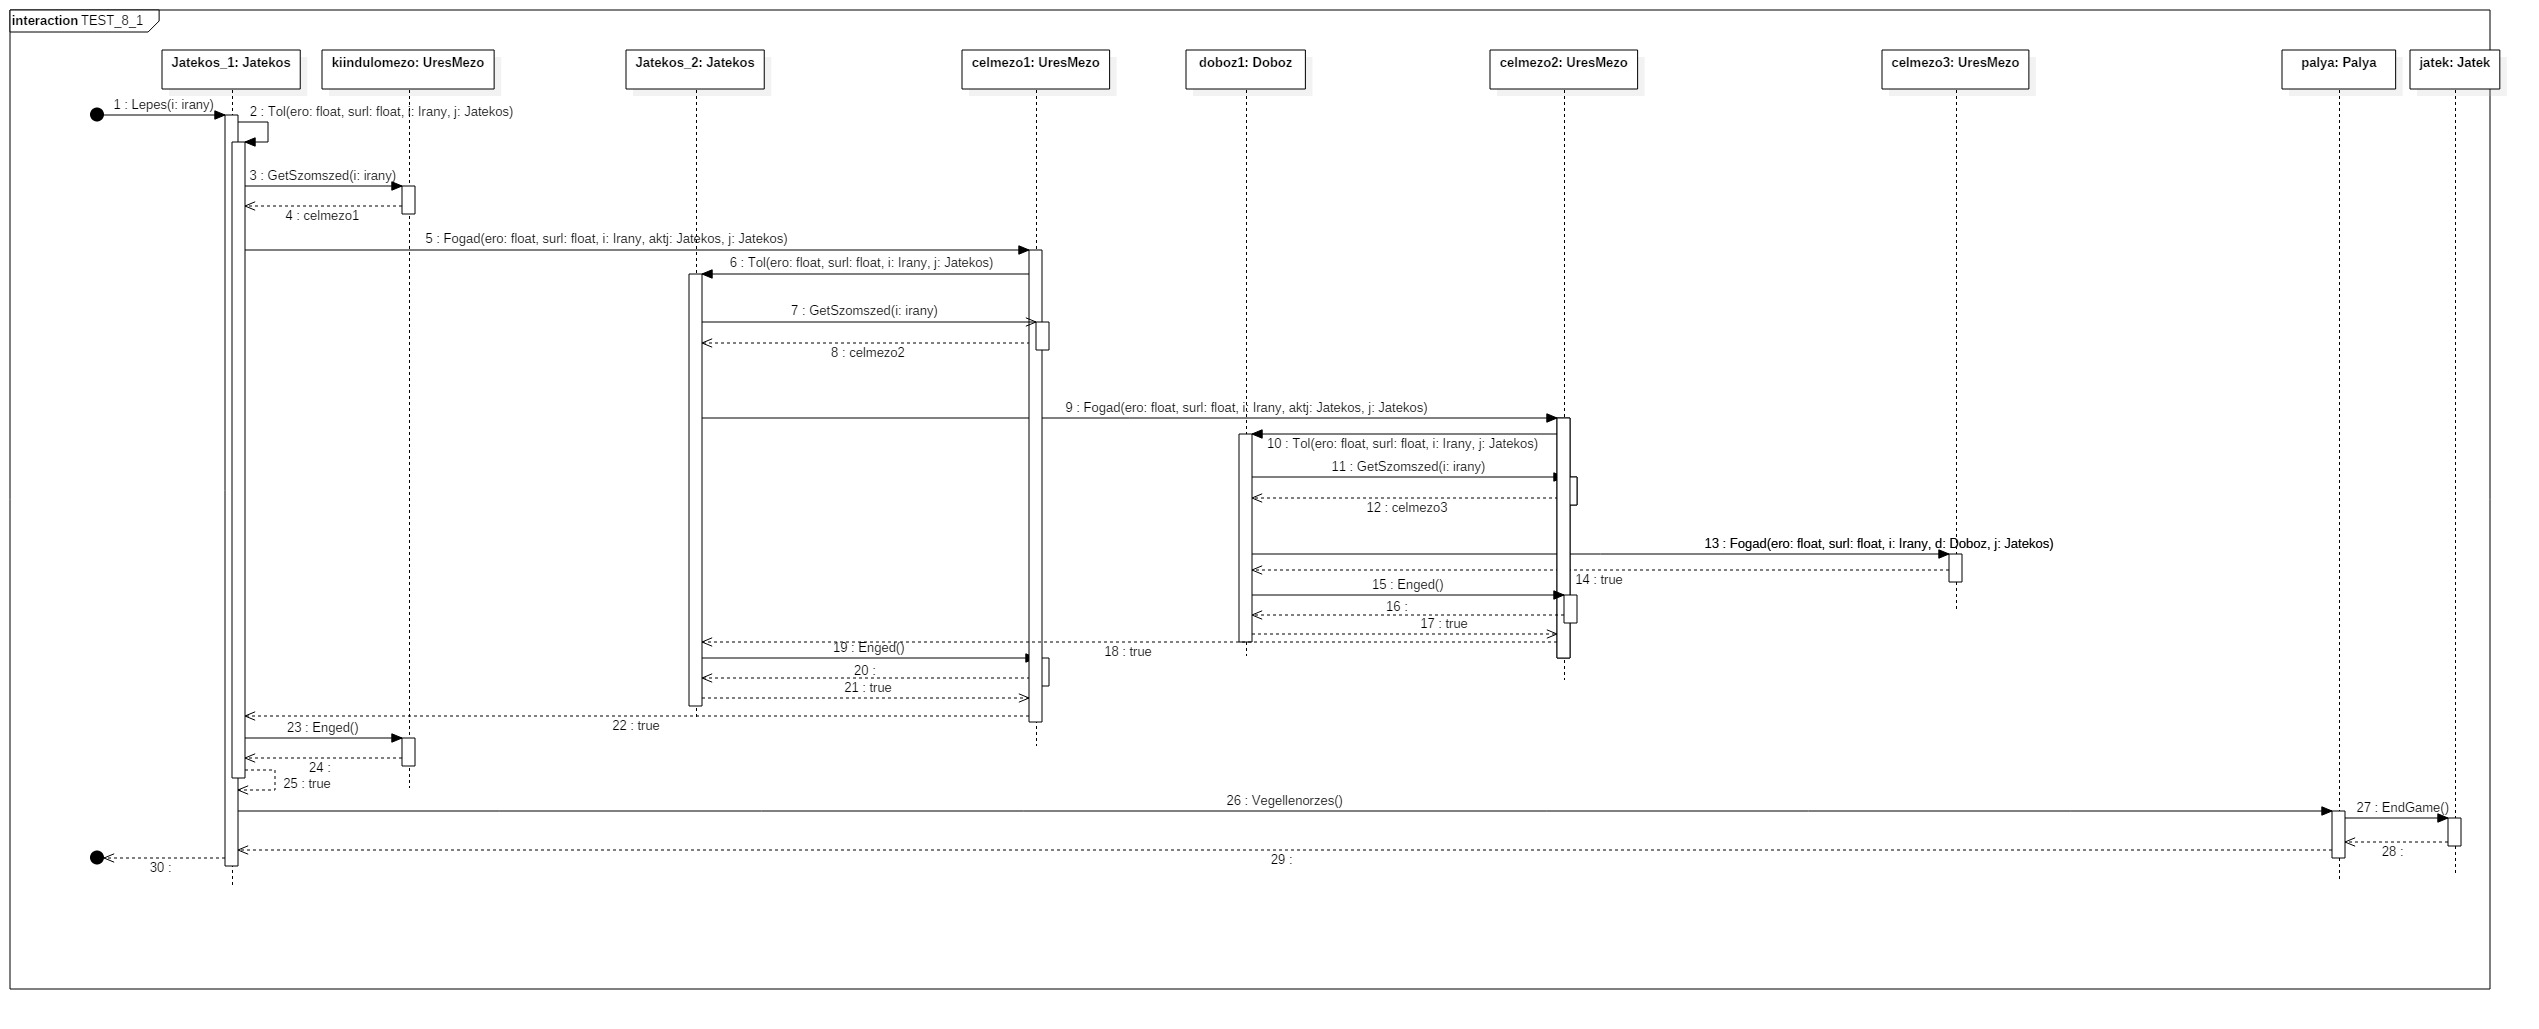 interaction TEST_8_1
Jatekos_1: Jatekos
kiindulomezo: UresMezo
Jatekos_2: Jatekos
celmezo1: UresMezo
doboz1: Doboz
celmezo2: UresMezo
celmezo3: UresMezo
palya: Palya
jatek: Jatek
1 : Lepes(i: irany)
2 : Tol(ero: float, surl: float, i: Irany, j: Jatekos)
3 : GetSzomszed(i: irany)
4 : celmezo1
5 : Fogad(ero: float, surl: float, i: Irany, aktj: Jatekos, j: Jatekos)
6 : Tol(ero: float, surl: float, i: Irany, j: Jatekos)
7 : GetSzomszed(i: irany)
8 : celmezo2
9 : Fogad(ero: float, surl: float, i: Irany, aktj: Jatekos, j: Jatekos)
10 : Tol(ero: float, surl: float, i: Irany, j: Jatekos)
11 : GetSzomszed(i: irany)
12 : celmezo3
13 : Fogad(ero: float, surl: float, i: Irany, d: Doboz, j: Jatekos)
14 : true
15 : Enged()
16 :
17 : true
18 : true
19 : Enged()
20 :
21 : true
22 : true
23 : Enged()
24 :
25 : true
26 : Vegellenorzes()
27 : EndGame()
28 :
29 :
30 :